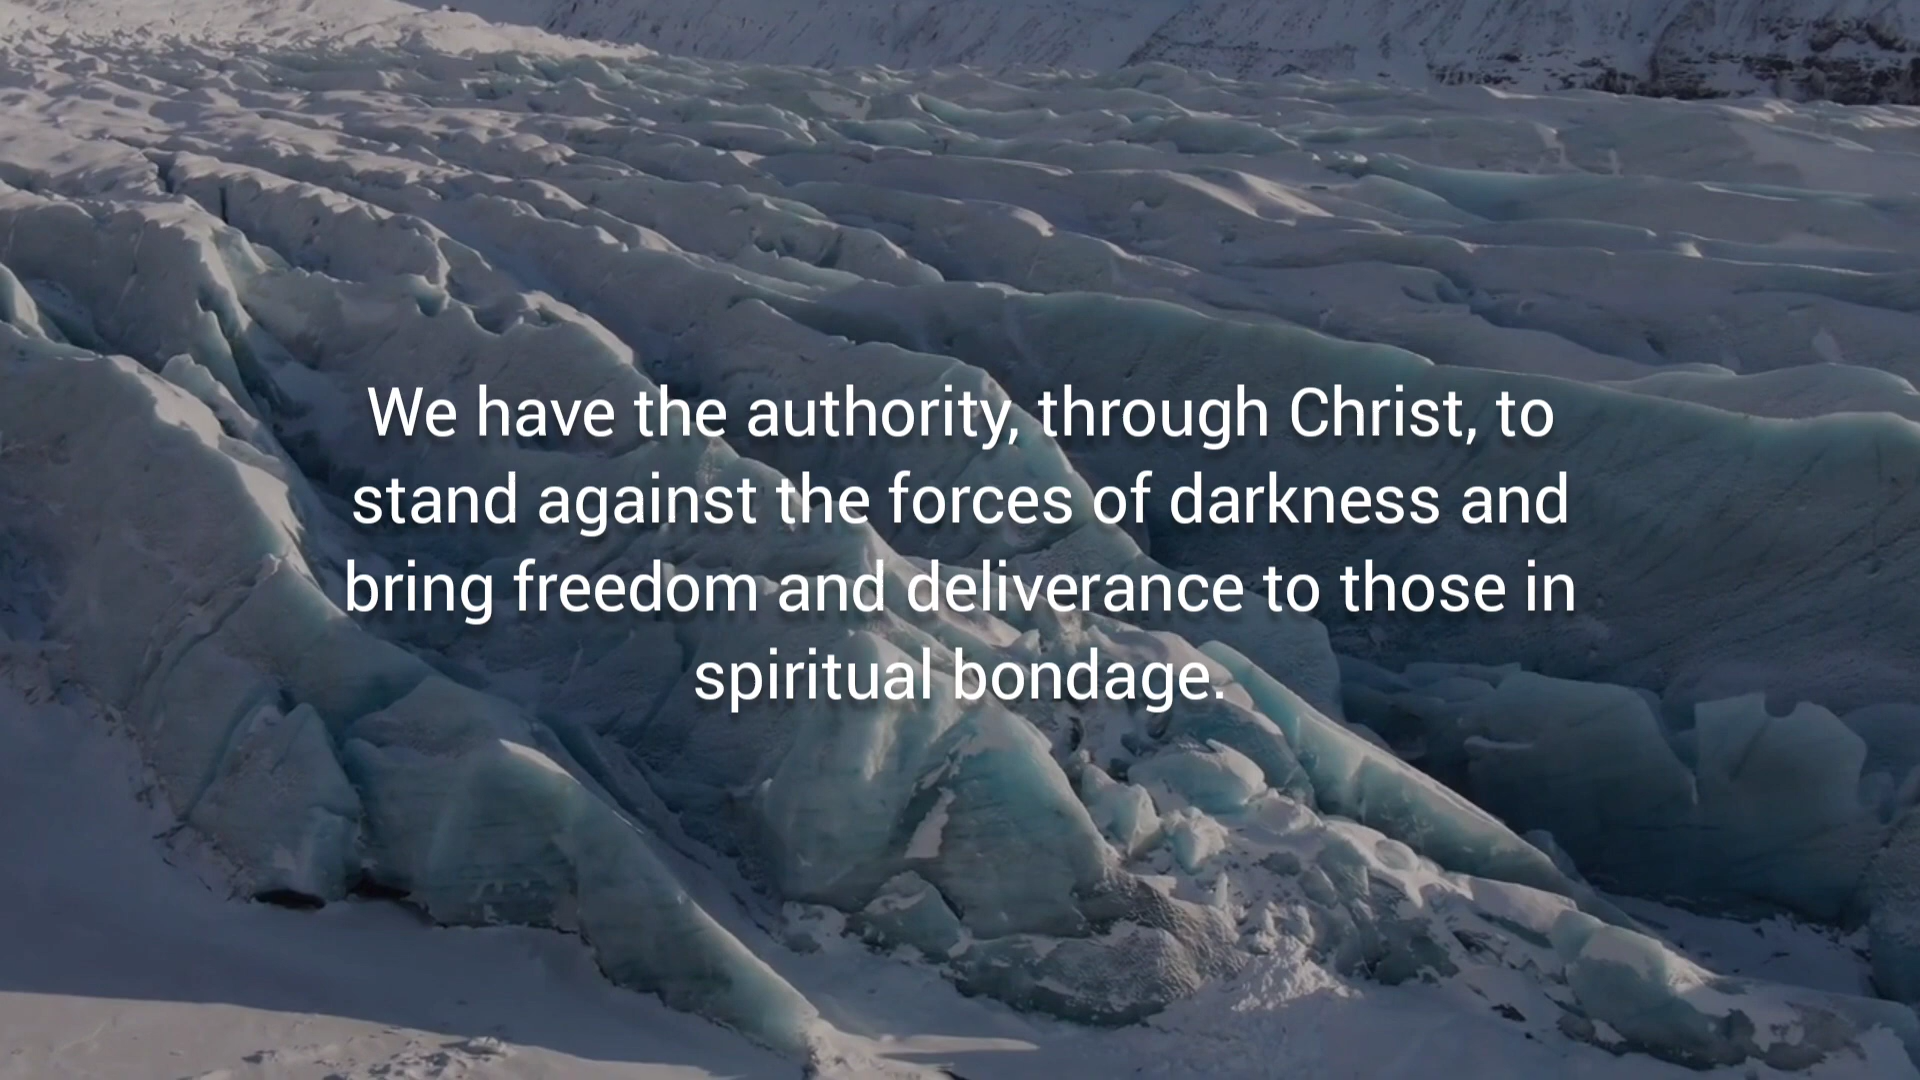 We have the authority, through Christ, to
stand against the forces of darkness and
bring freedom and deliverance to those in
spiritual bondage.